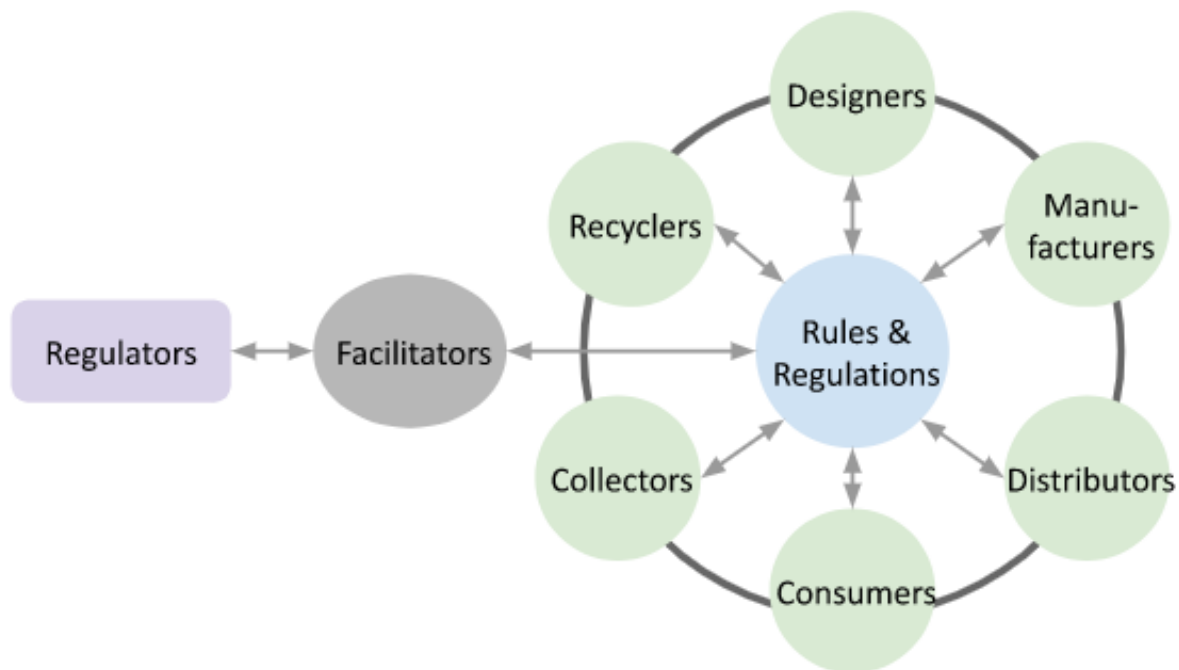 Designers
Recyclers
Manu-
facturers
Regulators
Facilitators
Rules &
Regulations
Collectors
Distributors
Consumers